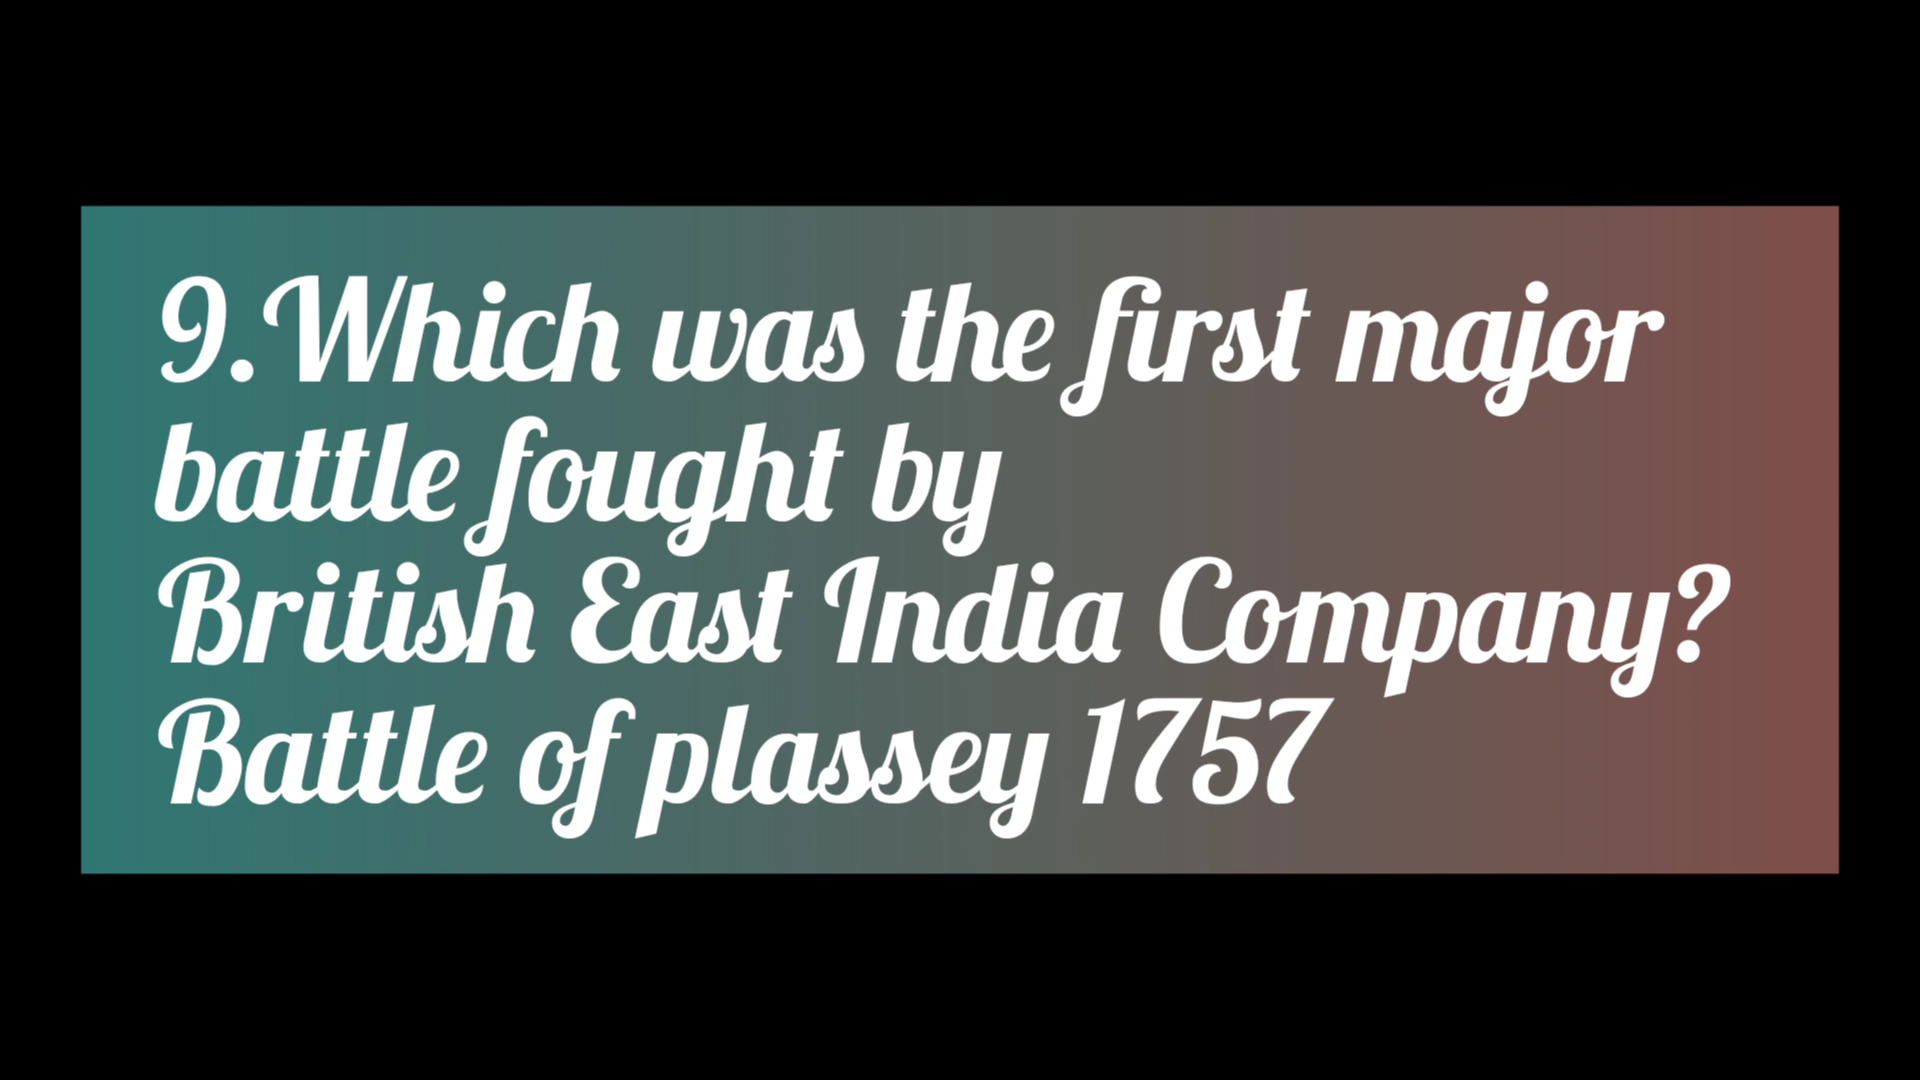 9.Which was the first major
battle fought by
British East India Company?
Battle of plassey 1757